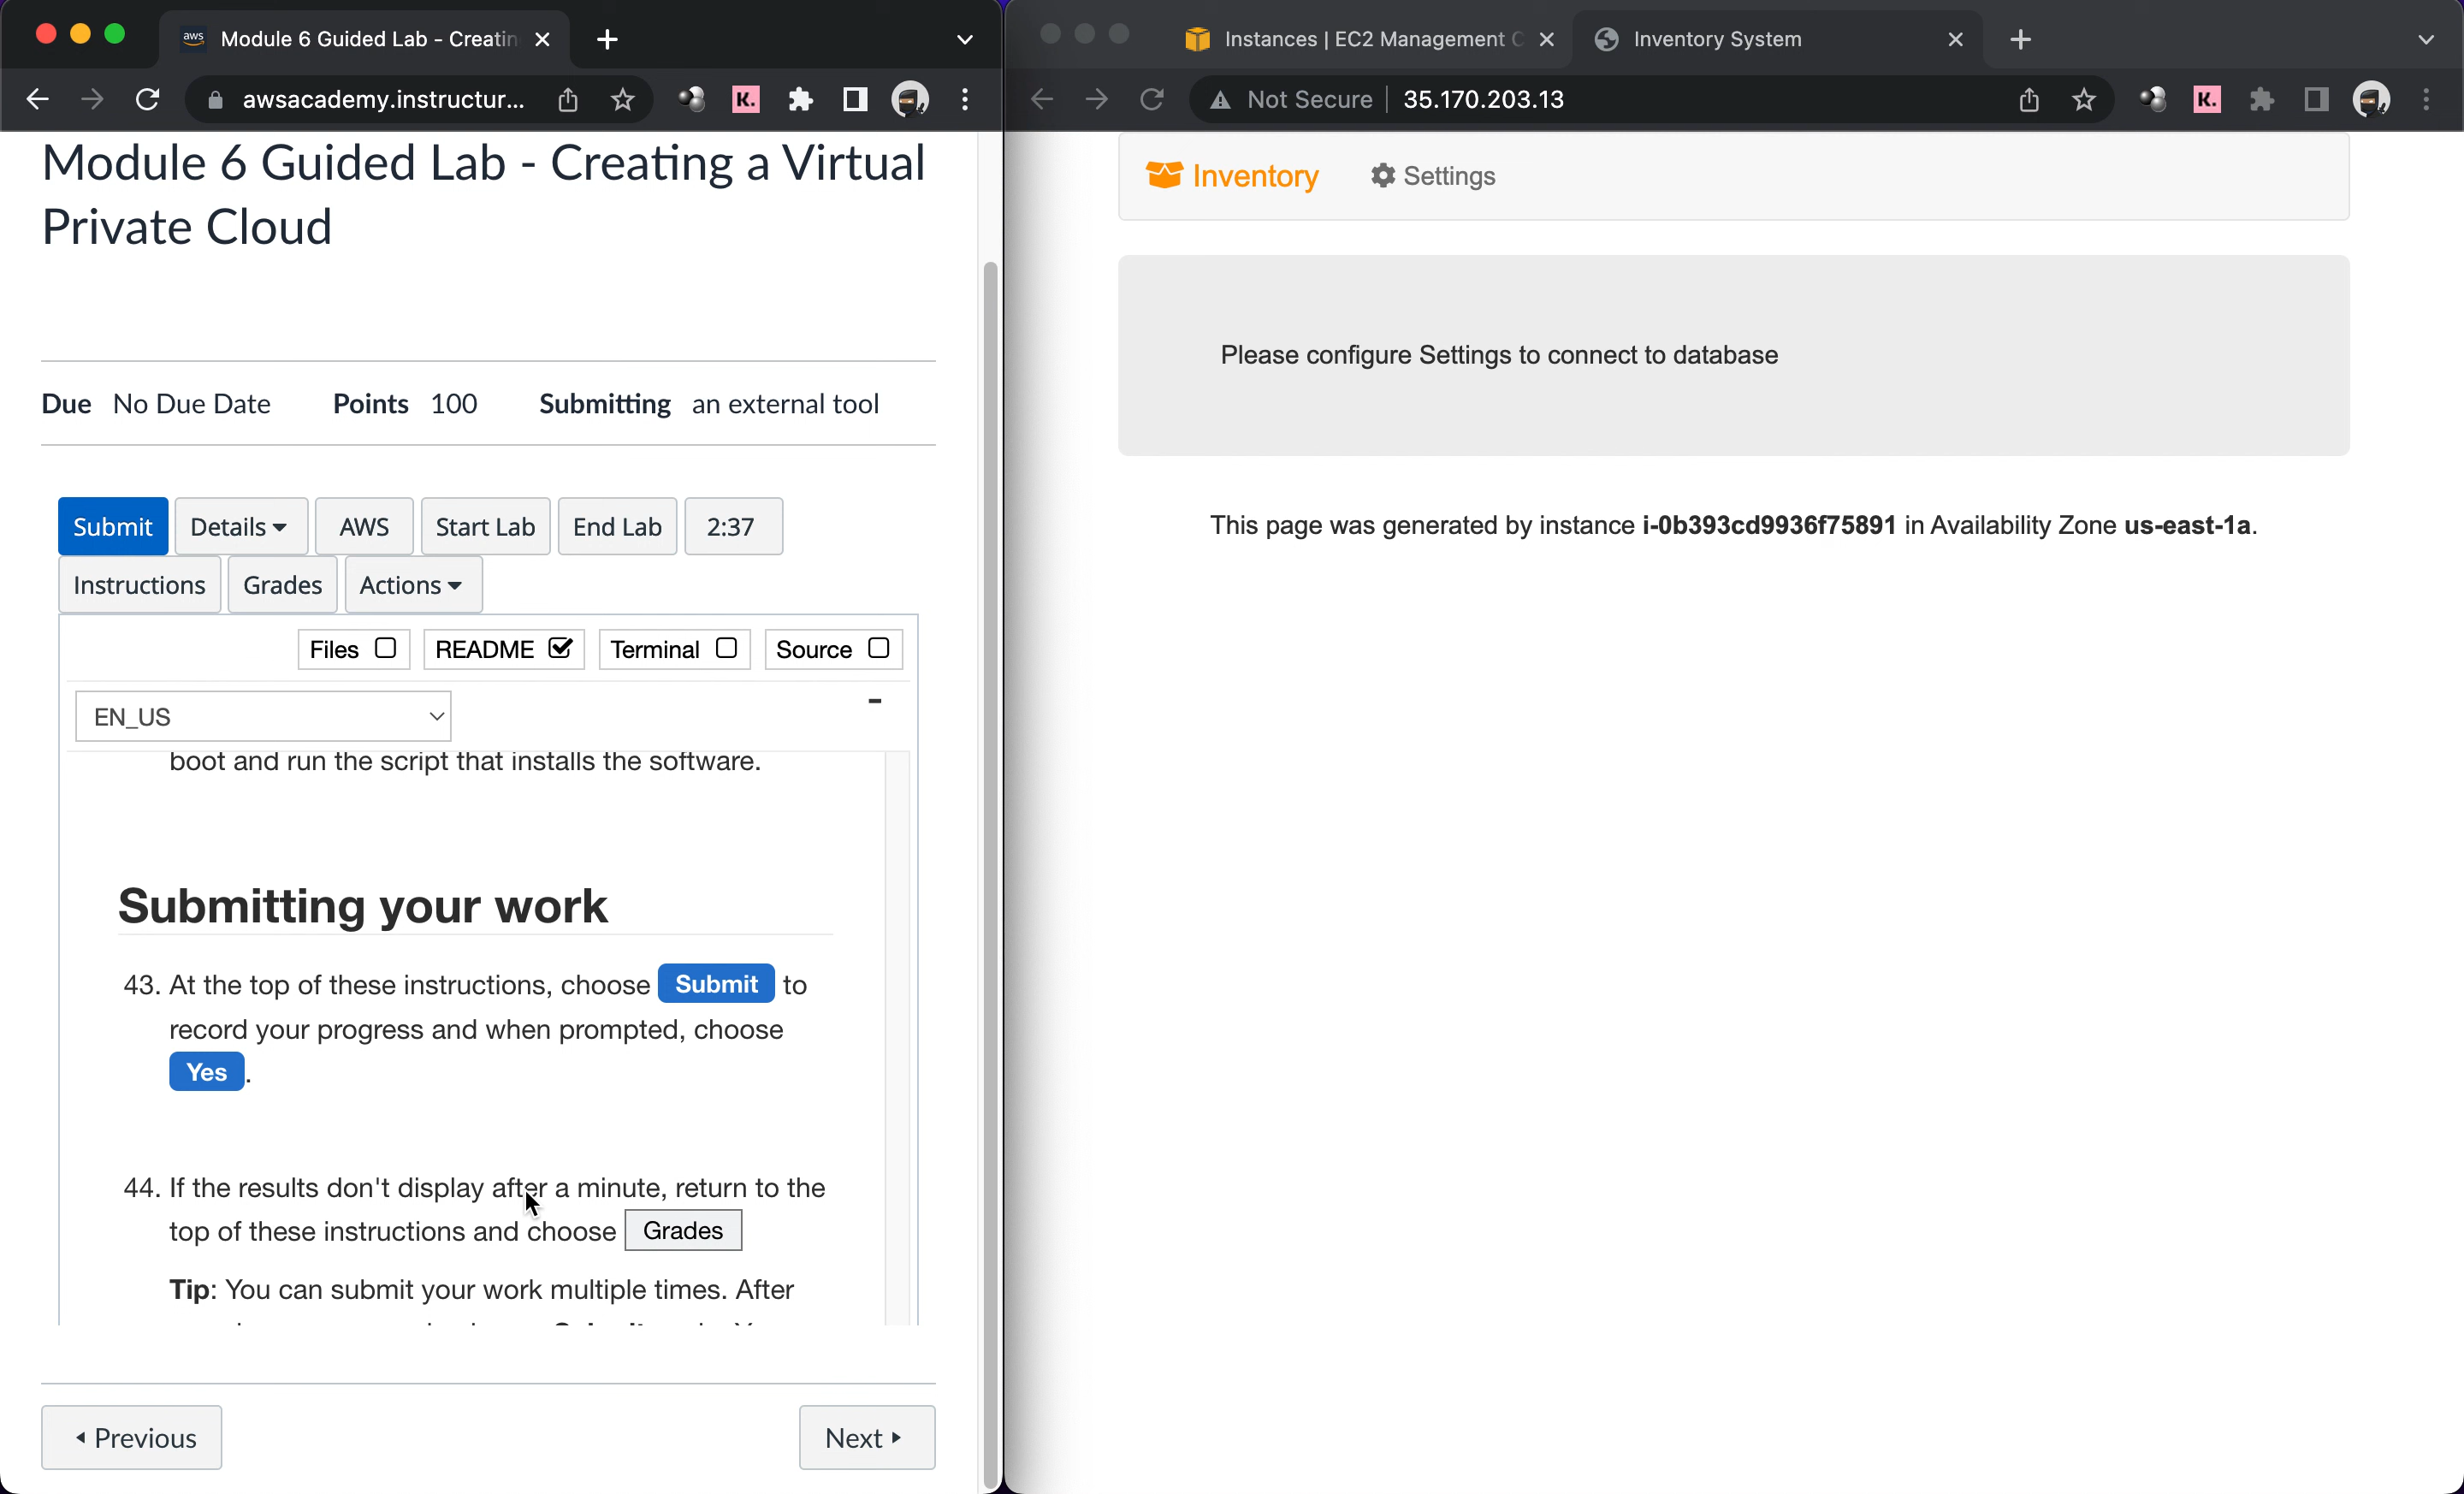 aws Module 6 Guided Lab - Creatin
awsacademy.instructur...
K.
Module 6 Guided Lab - Creating a Virtual
Private Cloud
Due No Due Date Points 100 Submitting an external tool
Submit Details AWS Start Lab End Lab 2:37
Instructions Grades Actions
Files README Terminal Source
EN_US
boot and run the script that installs the software.
Submitting your work
43. At the top of these instructions, choose Submit to
record your progress and when prompted, choose
Yes.
44. If the results don't display after a minute, return to the
top of these instructions and choose Grades
Tip: You can submit your work multiple times. After
Previous Next
Instances | EC2 Management C Inventory System
Not Secure 35.170.203.13
K.
Inventory Settings
Please configure Settings to connect to database
This page was generated by instance i-0b393cd9936f75891 in Availability Zone us-east-1a.